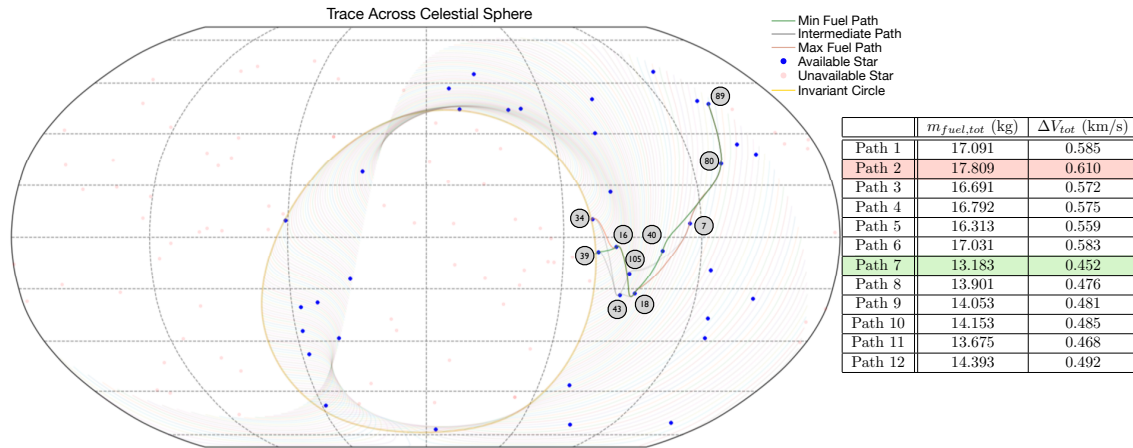 Trace Across Celestial Sphere
Min Fuel Path
Intermediate Path
Max Fuel Path
Available Star
Unavailable Star
Invariant Circle
89
80
7
34
16
40
39
105
43
18
m_{fuel,tot} (kg) ΔV_{tot} (km/s)
Path 1 17.091 0.585
Path 2 17.809 0.610
Path 3 16.691 0.572
Path 4 16.792 0.575
Path 5 16.313 0.559
Path 6 17.031 0.583
Path 7 13.183 0.452
Path 8 13.901 0.476
Path 9 14.053 0.481
Path 10 14.153 0.485
Path 11 13.675 0.468
Path 12 14.393 0.492